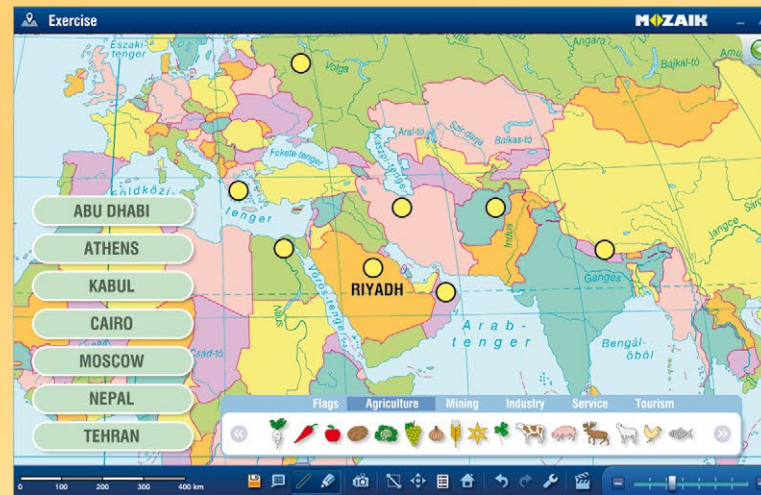 Exercise
MOZAIK
Északi-
tenger
Volga
Angara
Bajkál-tó
Amu
Aral-tó
Szir-darja
Balkas-tó
Kaszpi-tenger
Fekete-tenger
Földközi-
tenger
Jangce
Indus
Gangesz
Nílus
Vörös-tenger
Csád-tó
RIYADH
Arab-
tenger
Bengál-
öböl
ABU DHABI
ATHENS
KABUL
CAIRO
MOSCOW
NEPAL
TEHRAN
Flags Agriculture Mining Industry Service Tourism
0 100 200 300 400 km